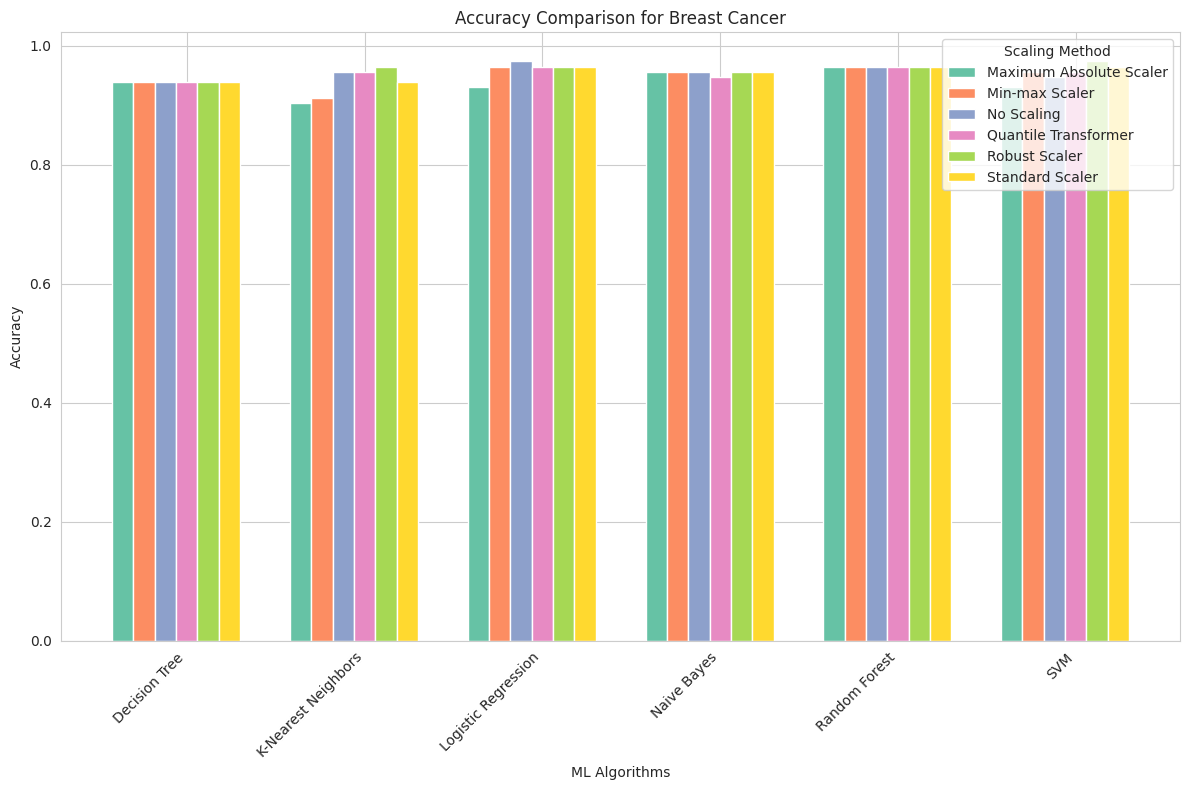 Accuracy Comparison for Breast Cancer
Scaling Method
Maximum Absolute Scaler
Min-max Scaler
No Scaling
Quantile Transformer
Robust Scaler
Standard Scaler
Accuracy
1.0
0.8
0.6
0.4
0.2
0.0
Decision Tree
K-Nearest Neighbors
Logistic Regression
Naive Bayes
Random Forest
SVM
ML Algorithms